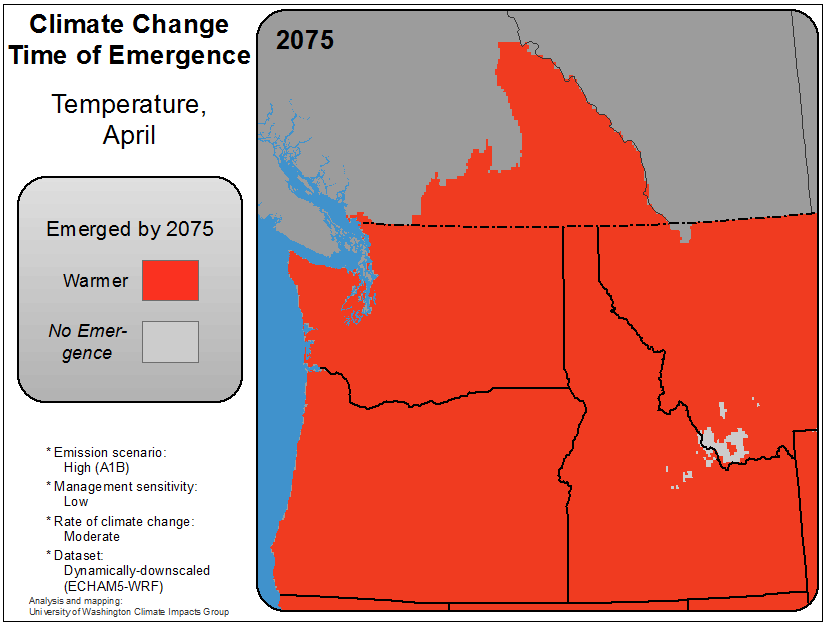 Climate Change
Time of Emergence
Temperature,
April
2075
Emerged by 2075
Warmer
No Emer-
gence
* Emission scenario:
High (A1B)
* Management sensitivity:
Low
* Rate of climate change:
Moderate
* Dataset:
Dynamically-downscaled
(ECHAM5-WRF)
Analysis and mapping:
University of Washington Climate Impacts Group